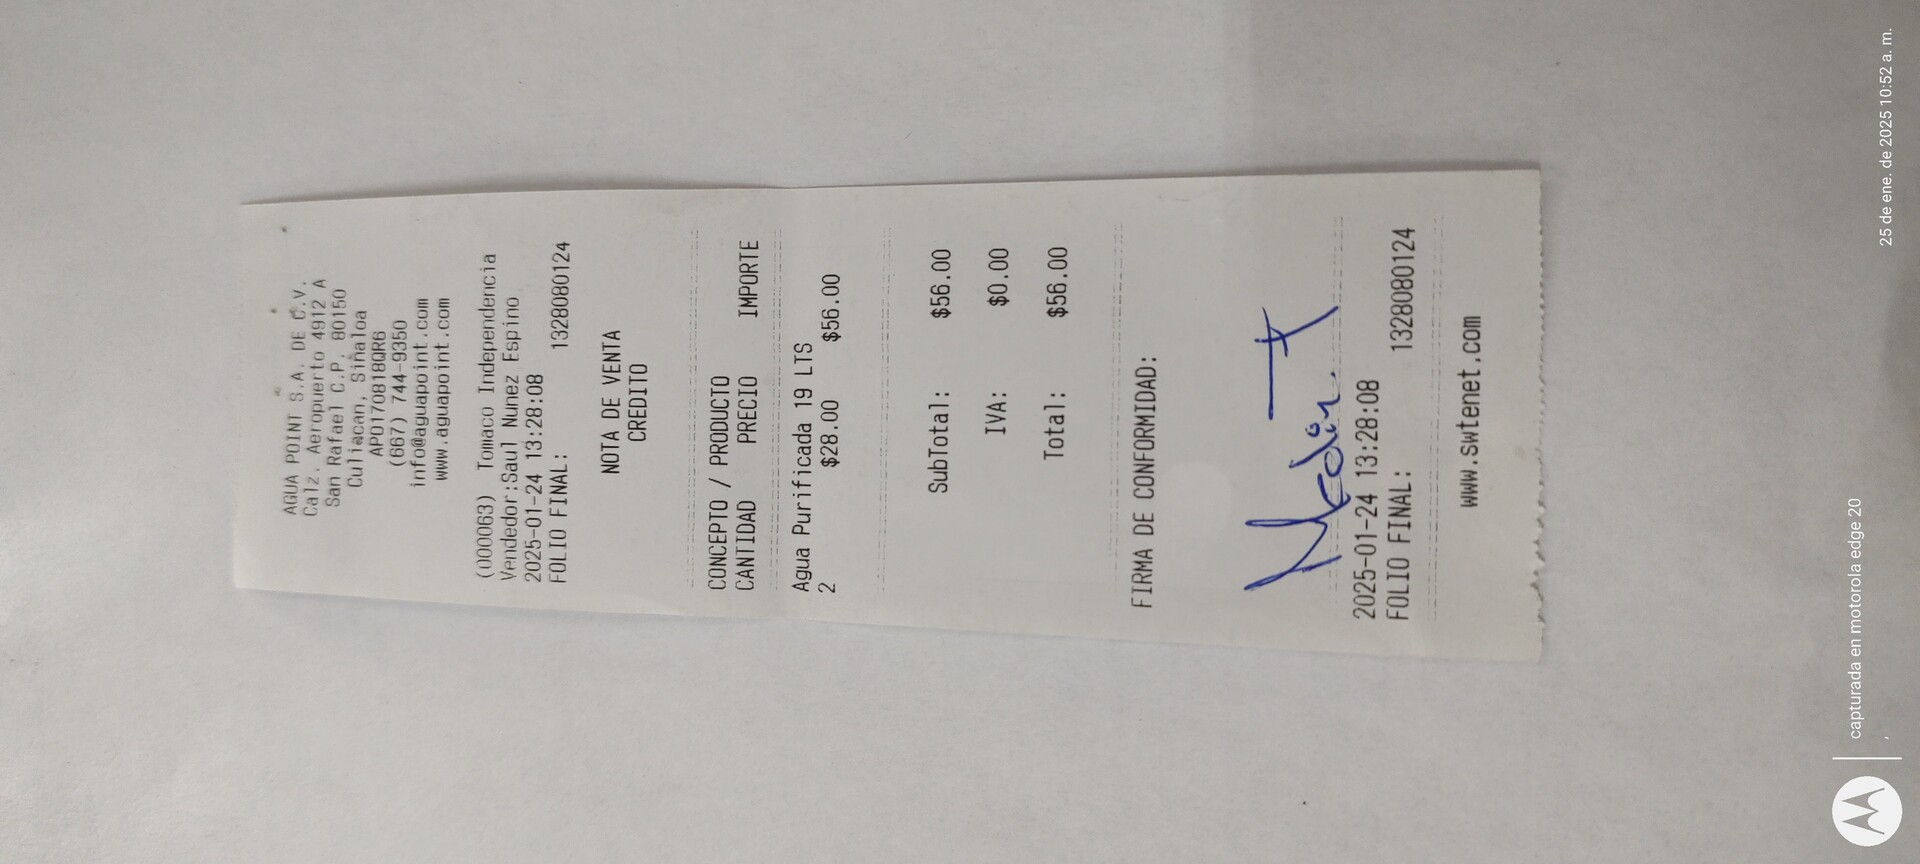 AGUA POINT S.A. DE C.V.
Calz. Aeropuerto 4912 A
San Rafael C.P. 80150
Culiacan, Sinaloa
APO170818QR6
(667) 744-9350
info@aguapoint.com
www.aguapoint.com
(000063) Tomaco Independencia
Vendedor:Saul Nunez Espino
2025-01-24 13:28:08
FOLIO FINAL: 1328080124
NOTA DE VENTA
CREDITO
CONCEPTO / PRODUCTO
CANTIDAD PRECIO IMPORTE
Agua Purificada 19 LTS
2 $28.00 $56.00
SubTotal: $56.00
IVA: $0.00
Total: $56.00
FIRMA DE CONFORMIDAD:
2025-01-24 13:28:08
FOLIO FINAL: 1328080124
www.swtenet.com
capturada en motorola edge 20
25 de ene. de 2025 10:52 a. m.